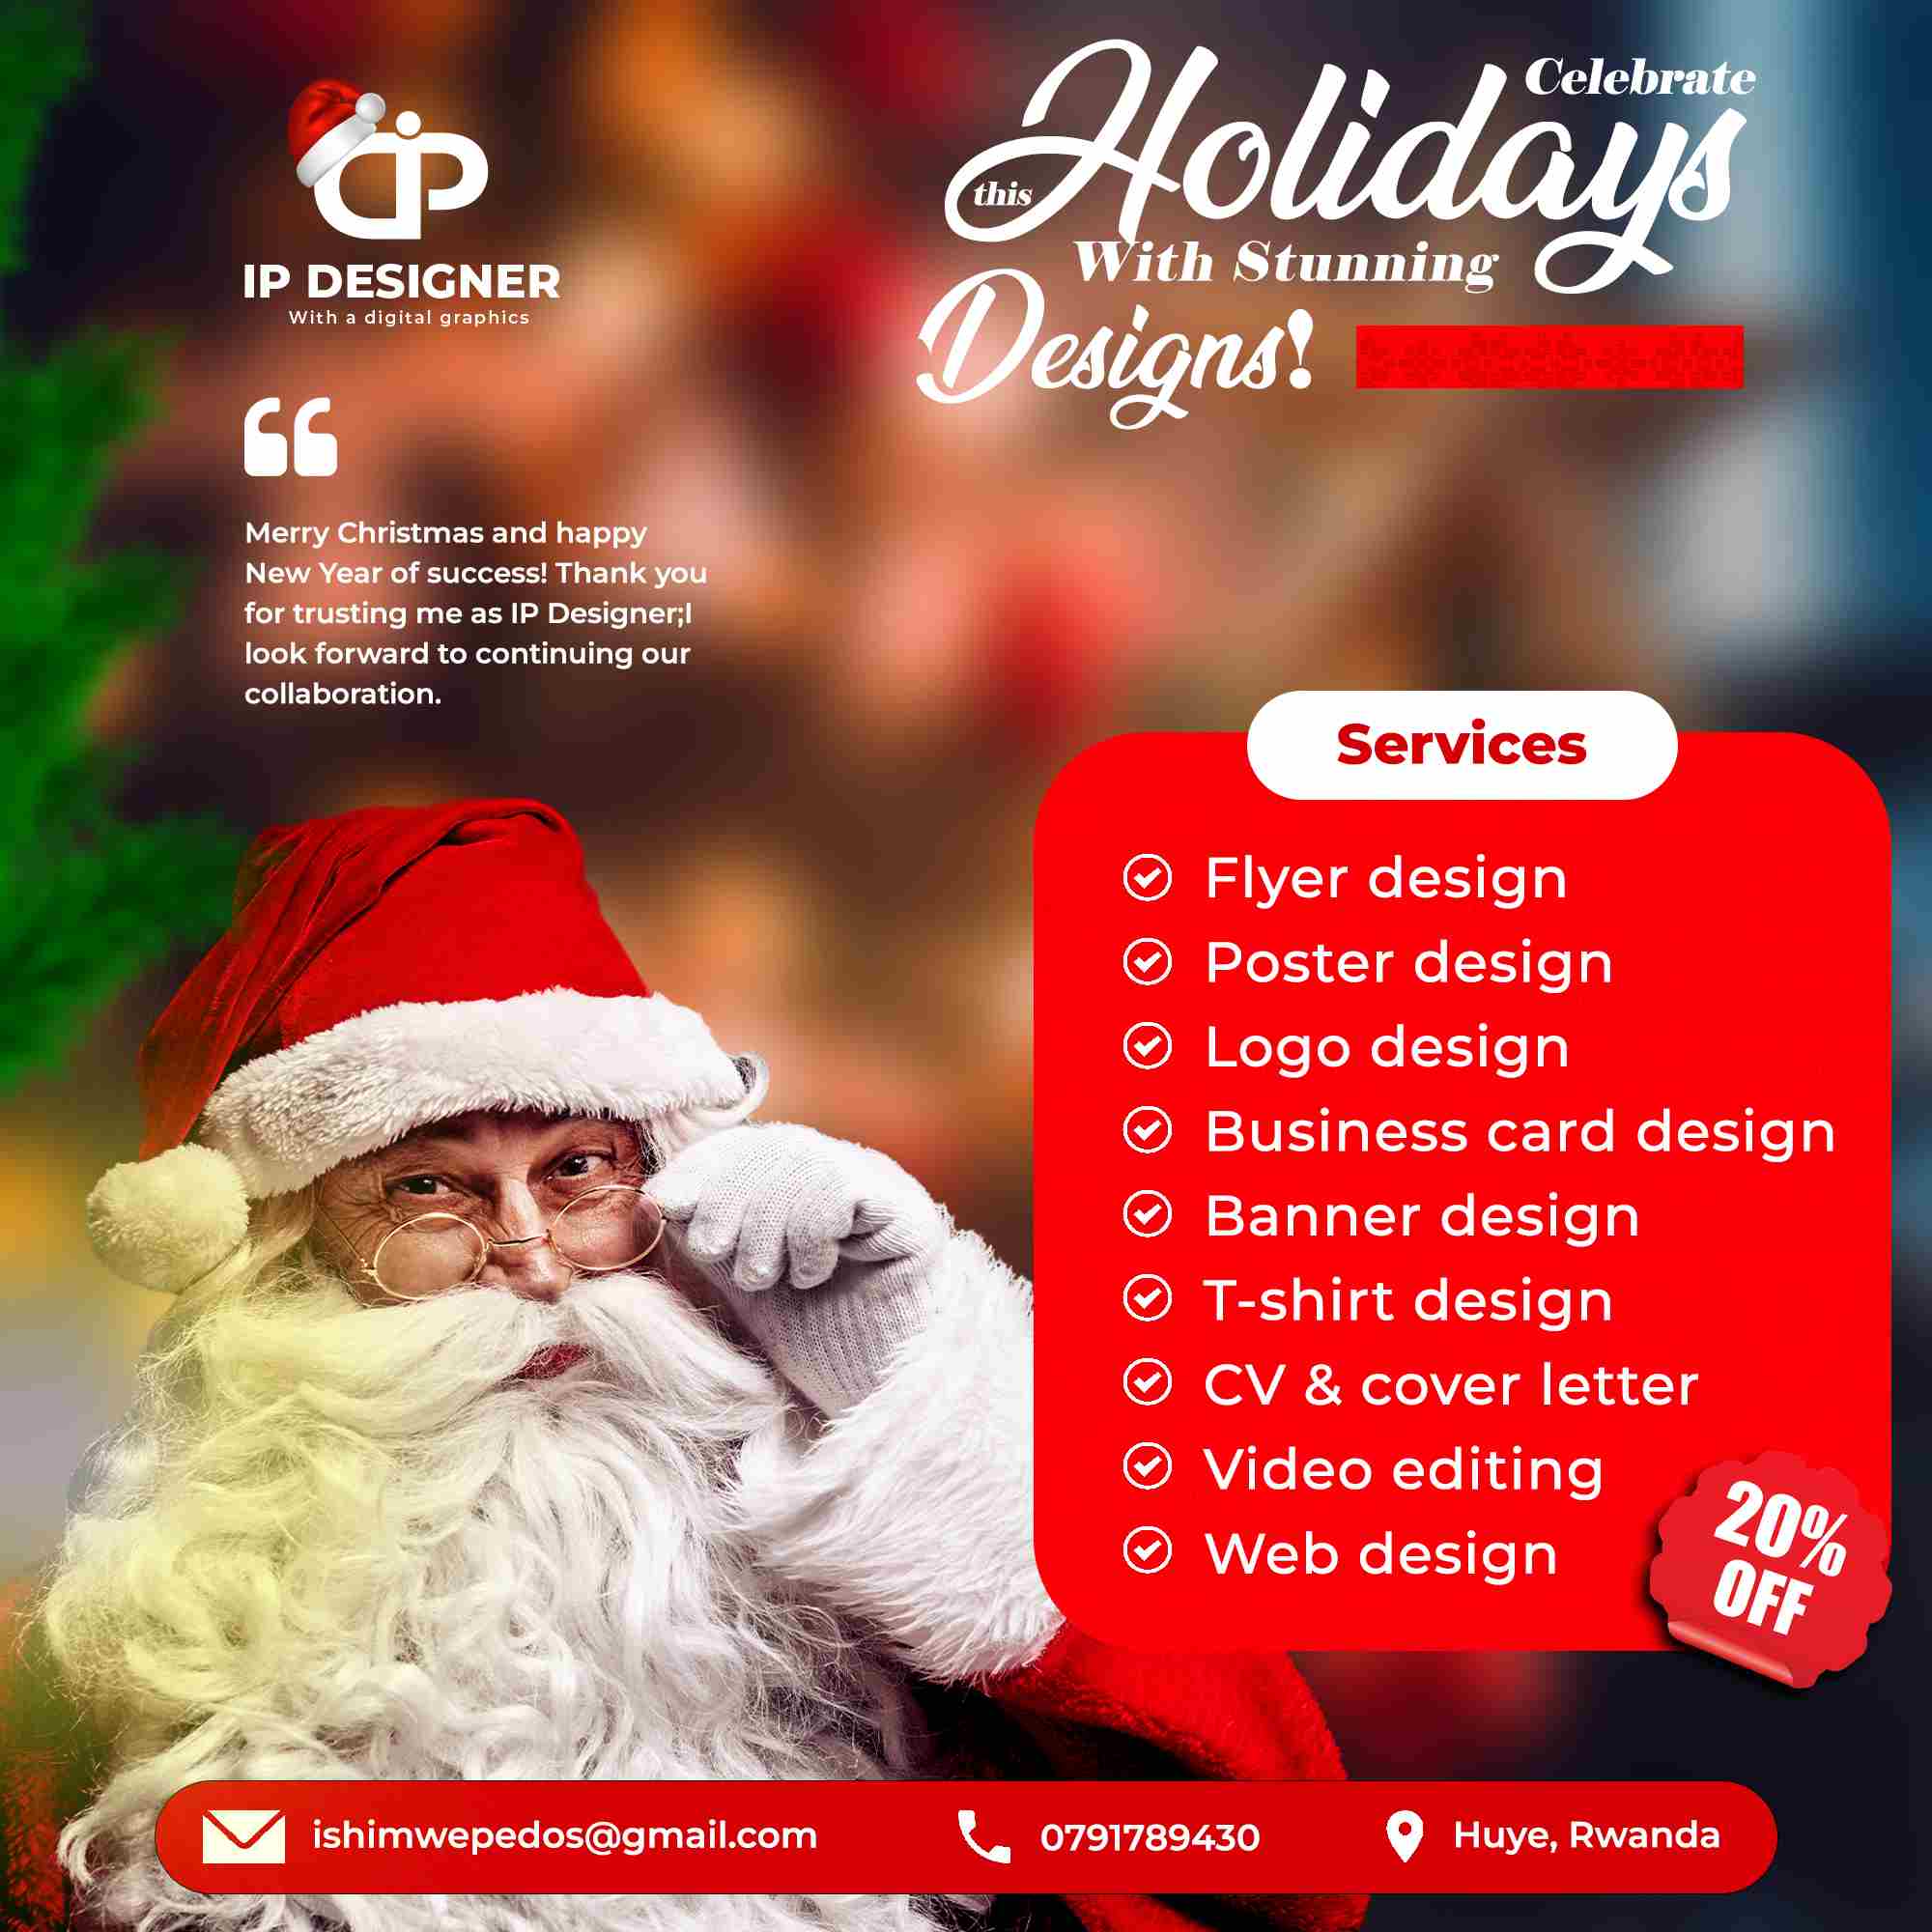 IP DESIGNER
With a digital graphics
Celebrate
this Holidays
With Stunning
Designs!
Merry Christmas and happy
New Year of success! Thank you
for trusting me as IP Designer;I
look forward to continuing our
collaboration.
Services
Flyer design
Poster design
Logo design
Business card design
Banner design
T-shirt design
CV & cover letter
Video editing
Web design
20%
OFF
ishimwepedos@gmail.com
0791789430
Huye, Rwanda